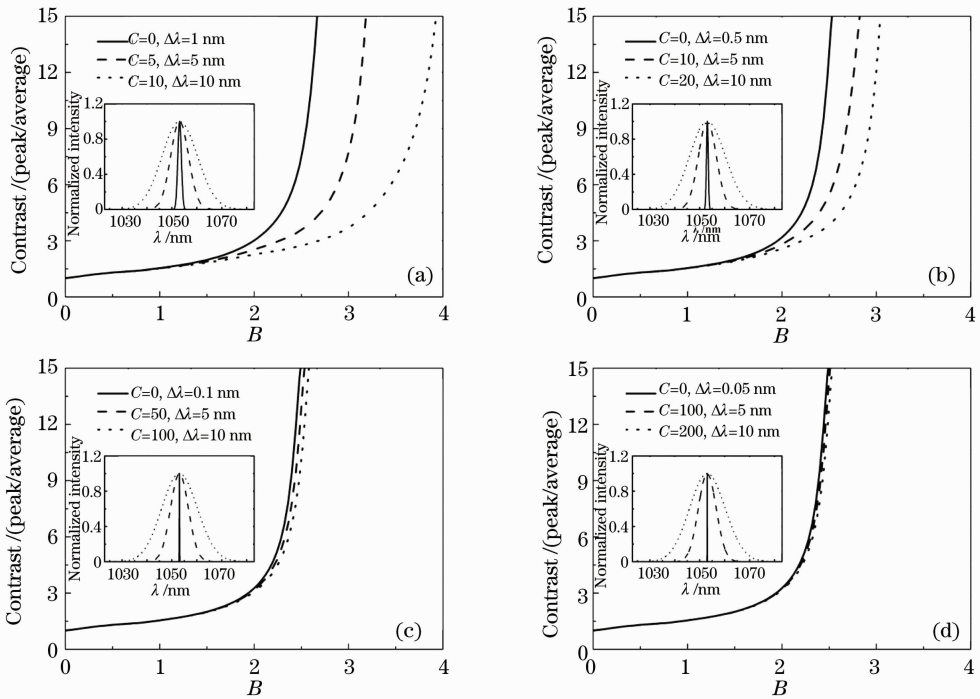 15
12
9
6
3
0
Contrast /(peak/average)
C=0, Δλ=1 nm
C=5, Δλ=5 nm
C=10, Δλ=10 nm
Normalized intensity
1.2
0.8
0.4
0
1030 1050 1070
λ /nm
(a)
0 1 2 3 4
B
15
12
9
6
3
0
Contrast /(peak/average)
C=0, Δλ=0.5 nm
C=10, Δλ=5 nm
C=20, Δλ=10 nm
Normalized intensity
1.2
0.8
0.4
0
1030 1050 1070
λ /nm
(b)
0 1 2 3 4
B
15
12
9
6
3
0
Contrast /(peak/average)
C=0, Δλ=0.1 nm
C=50, Δλ=5 nm
C=100, Δλ=10 nm
Normalized intensity
1.2
0.8
0.4
0
1030 1050 1070
λ /nm
(c)
0 1 2 3 4
B
15
12
9
6
3
0
Contrast /(peak/average)
C=0, Δλ=0.05 nm
C=100, Δλ=5 nm
C=200, Δλ=10 nm
Normalized intensity
1.2
0.8
0.4
0
1030 1050 1070
λ /nm
(d)
0 1 2 3 4
B